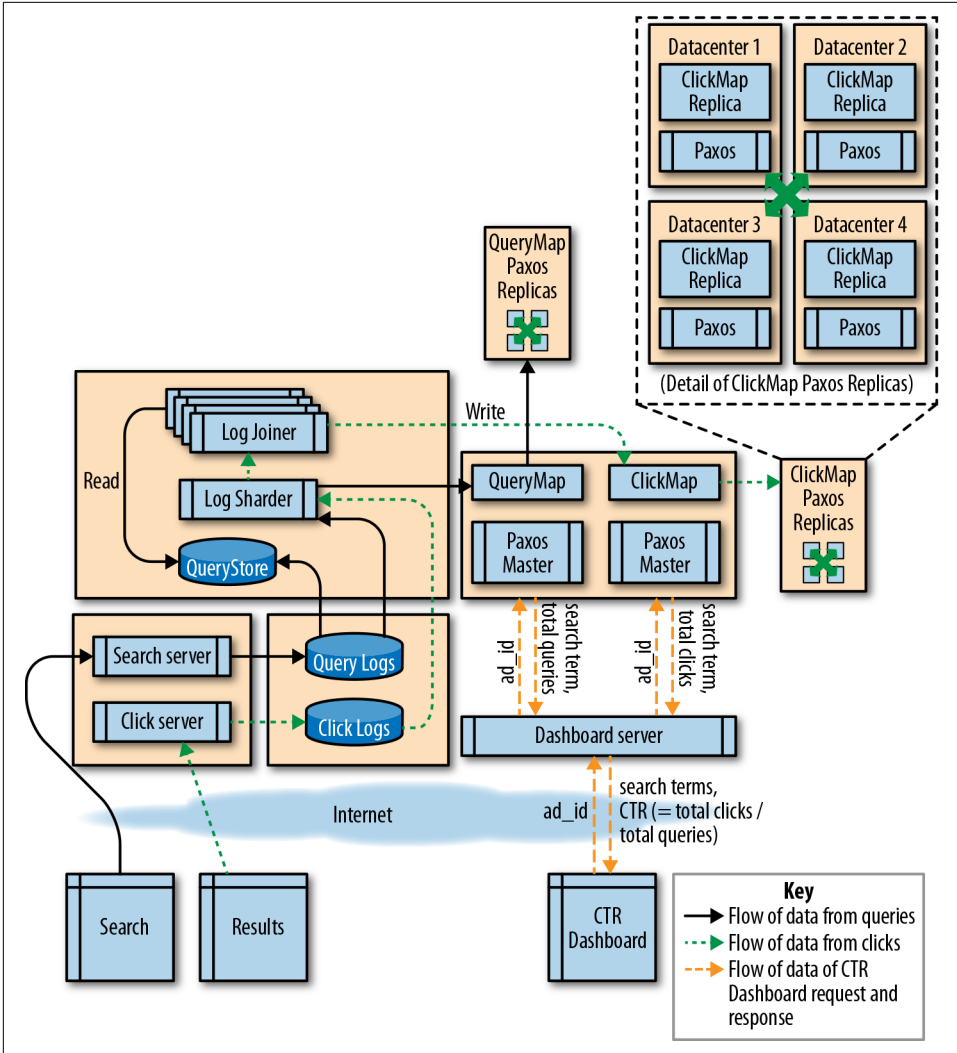 Datacenter 1
ClickMap
Replica
Paxos
Datacenter 2
ClickMap
Replica
Paxos
Datacenter 3
ClickMap
Replica
Paxos
Datacenter 4
ClickMap
Replica
Paxos
(Detail of ClickMap Paxos Replicas)
QueryMap
Paxos
Replicas
Write
Log Joiner
Read
Log Sharder
QueryStore
QueryMap
ClickMap
Paxos
Master
Paxos
Master
ClickMap
Paxos
Replicas
Search server
Query Logs
Click server
Click Logs
ad_id
search term,
total queries
ad_id
search term,
total clicks
Dashboard server
Internet
ad_id
search terms,
CTR (= total clicks /
total queries)
Search
Results
CTR
Dashboard
Key
Flow of data from queries
Flow of data from clicks
Flow of data of CTR
Dashboard request and
response